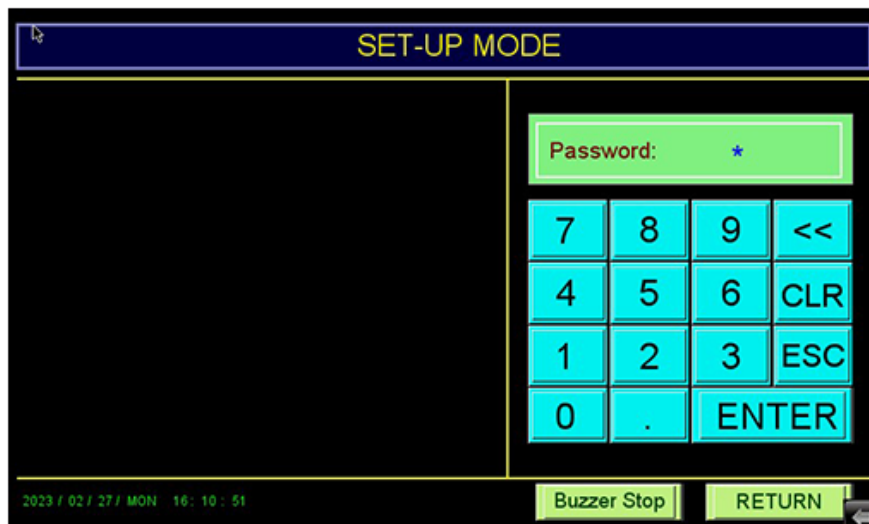 SET-UP MODE
Password: *
7 8 9 <<
4 5 6 CLR
1 2 3 ESC
0 . ENTER
2023 / 02 / 27 / MON 16 : 10 : 51
Buzzer Stop
RETURN